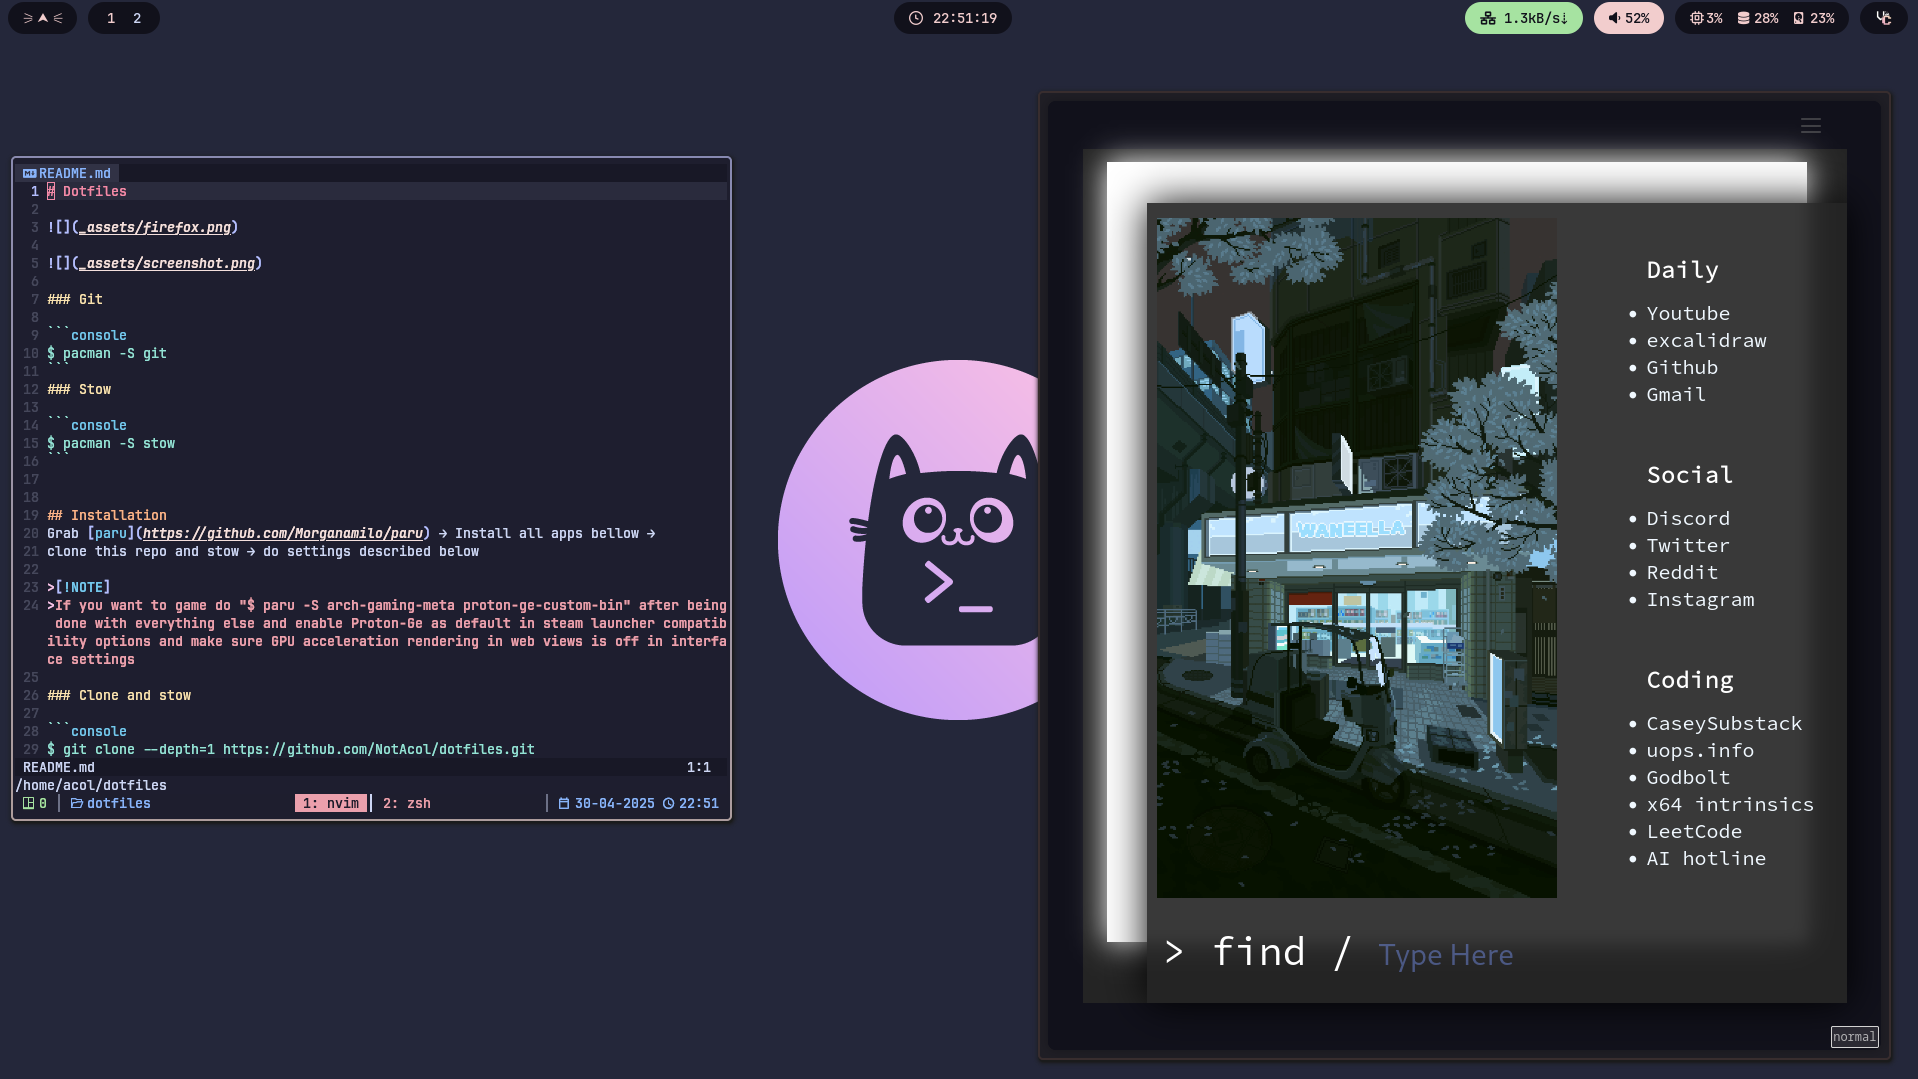 1 2
22:51:19
1.3kB/s↓
52%
3% 28% 23%
README.md
1 # Dotfiles
2
3 ![](_assets/firefox.png)
4
5 ![](_assets/screenshot.png)
6
7 ### Git
8
9 ```console
10 $ pacman -S git
11 ```
12 ### Stow
13
14 ```console
15 $ pacman -S stow
16 ```
17
18
19 ## Installation
20 Grab [paru](https://github.com/Morganamilo/paru) → Install all apps bellow →
21 clone this repo and stow → do settings described below
22
23 >[!NOTE]
24 >If you want to game do "$ paru -S arch-gaming-meta proton-ge-custom-bin" after being
done with everything else and enable Proton-Ge as default in steam launcher compatib
ility options and make sure GPU acceleration rendering in web views is off in interfa
ce settings
25
26 ### Clone and stow
27
28 ```console
29 $ git clone --depth=1 https://github.com/NotAcol/dotfiles.git
README.md 1:1
/home/acol/dotfiles
0 dotfiles 1: nvim 2: zsh 30-04-2025 22:51
>_
WANEELLA
Daily
• Youtube
• excalidraw
• Github
• Gmail
Social
• Discord
• Twitter
• Reddit
• Instagram
Coding
• CaseySubstack
• uops.info
• Godbolt
• x64 intrinsics
• LeetCode
• AI hotline
> find / Type Here
normal